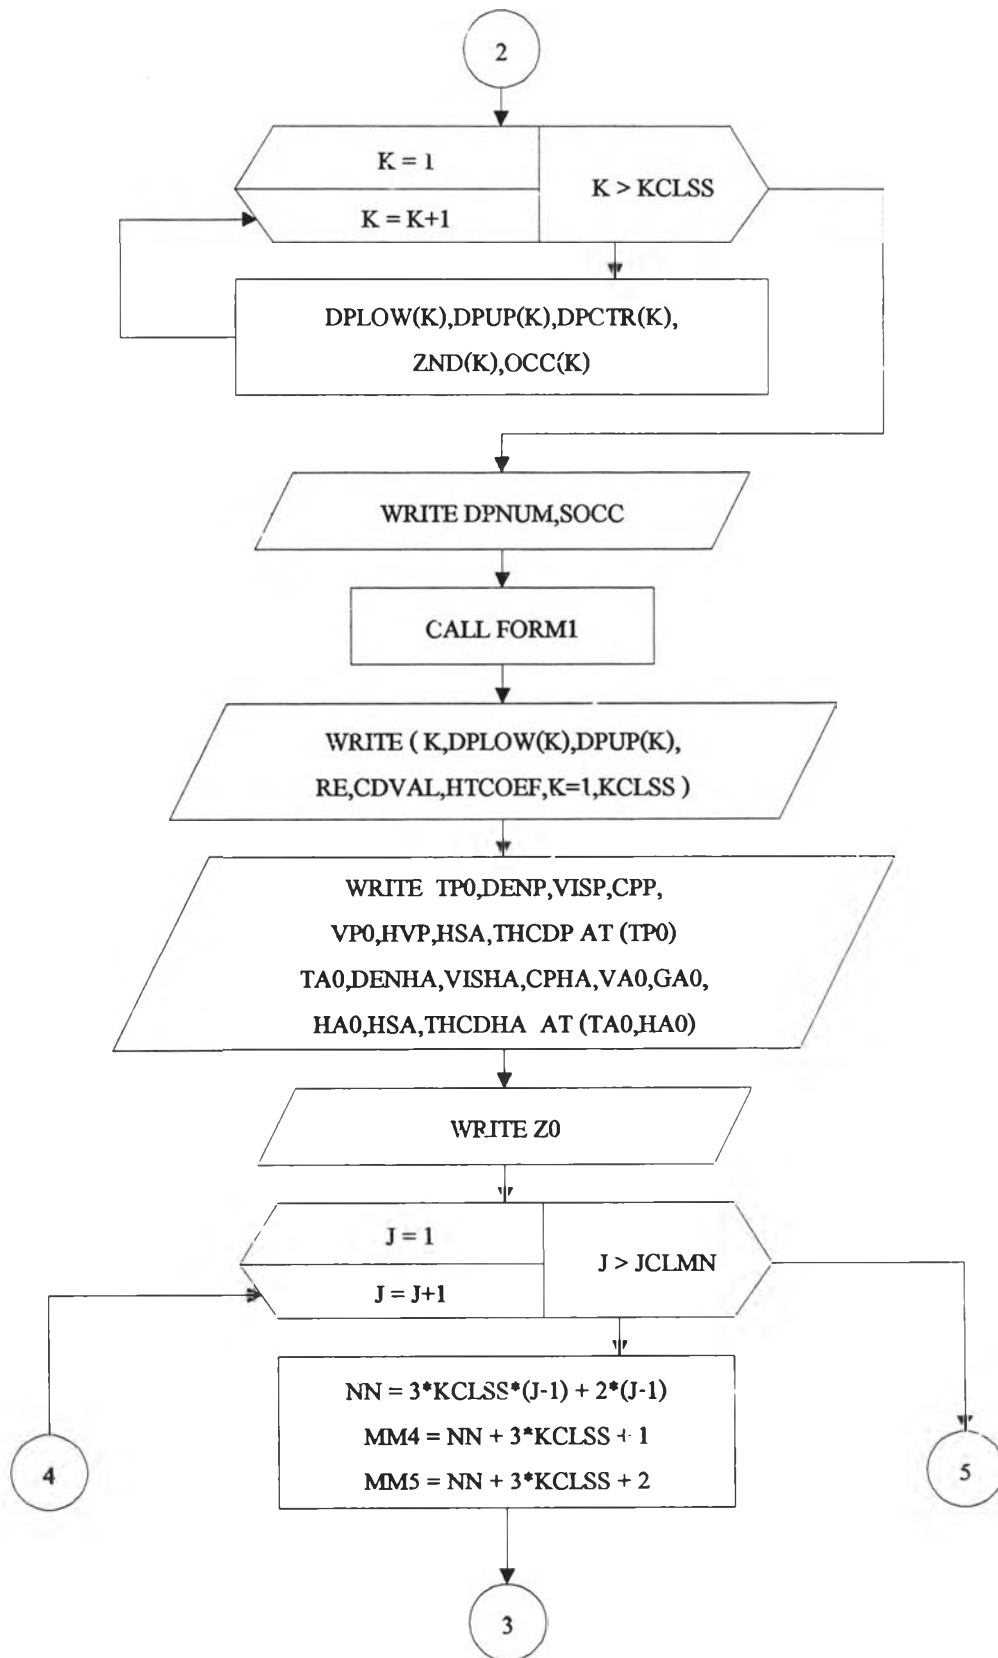 2
K = 1
K > KCLSS
K = K+1
DPLOW(K),DPUP(K),DPCTR(K),
ZND(K),OCC(K)
WRITE DPNUM,SOCC
CALL FORM1
WRITE ( K,DPLOW(K),DPUP(K),
RE,CDVAL,HTCOEF,K=1,KCLSS )
WRITE TP0,DENP,VISP,CPP,
VP0,HVP,HSA,THCDP AT (TP0)
TA0,DENHA,VISHA,CPHA,VA0,GA0,
HA0,HSA,THCDHA AT (TA0,HA0)
WRITE Z0
J = 1
J > JCLMN
J = J+1
NN = 3*KCLSS*(J-1) + 2*(J-1)
MM4 = NN + 3*KCLSS + 1
MM5 = NN + 3*KCLSS + 2
4
5
3